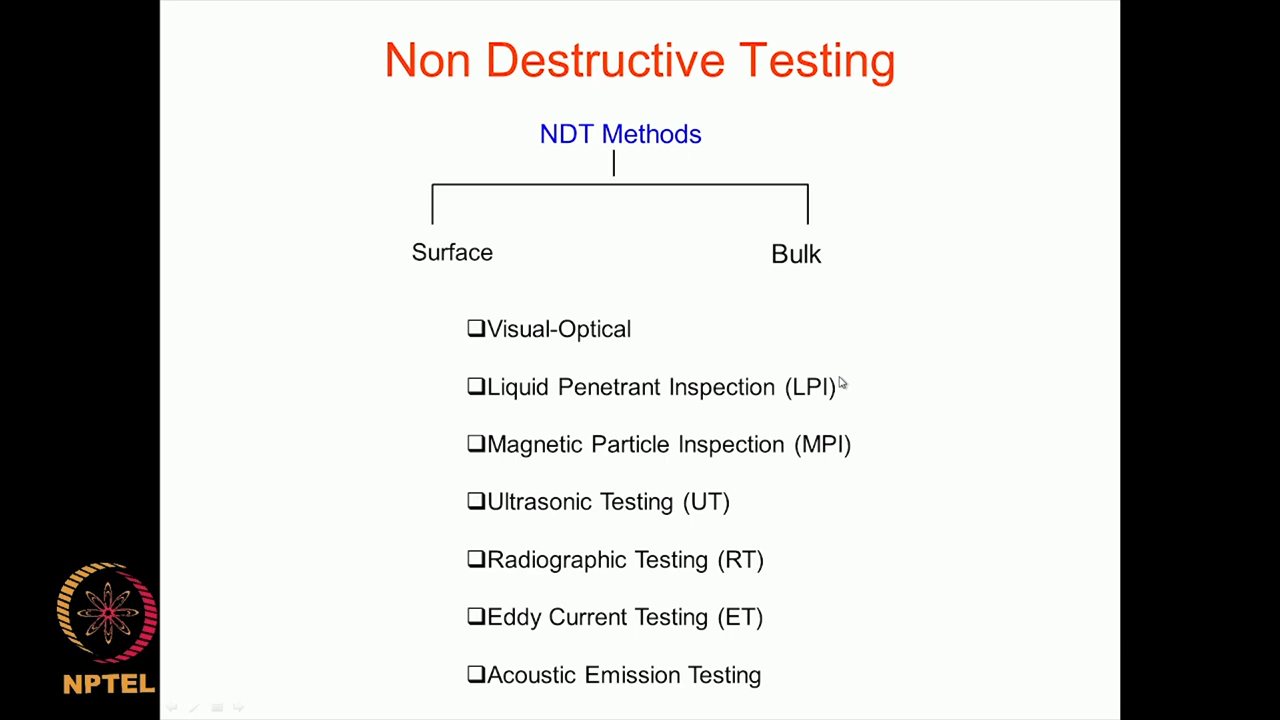 Non Destructive Testing
NDT Methods
Surface
Bulk
Visual-Optical
Liquid Penetrant Inspection (LPI)
Magnetic Particle Inspection (MPI)
Ultrasonic Testing (UT)
Radiographic Testing (RT)
Eddy Current Testing (ET)
Acoustic Emission Testing
NPTEL